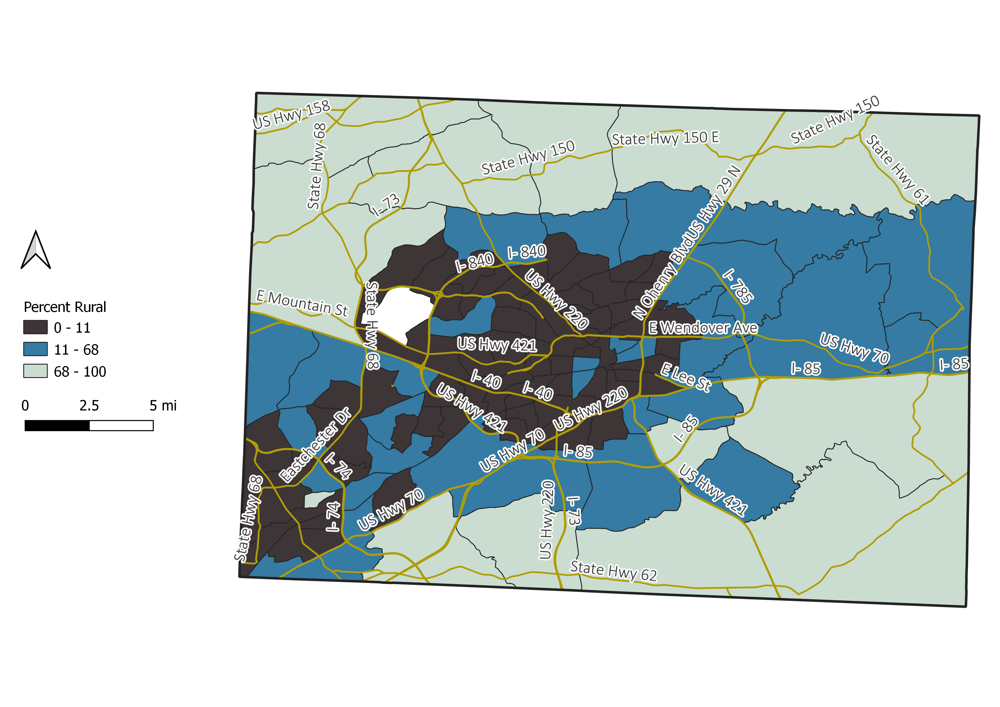 State Hwy 150
US Hwy 158
State Hwy 68
State Hwy 150 E
State Hwy 150
State Hwy 61
US Hwy 29 N
I- 73
I- 840
I- 840
N Ohenry Blvd
US Hwy 220
I- 785
E Mountain St
State Hwy 68
E Wendover Ave
US Hwy 421
US Hwy 70
I- 85
I- 85
E Lee St
I- 40
I- 40
US Hwy 421
US Hwy 220
Eastchester Dr
I- 85
US Hwy 70
I- 85
I- 74
State Hwy 68
US Hwy 421
US Hwy 70
I- 74
US Hwy 220
I- 73
State Hwy 62
Percent Rural
0 - 11
11 - 68
68 - 100
0 2.5 5 mi